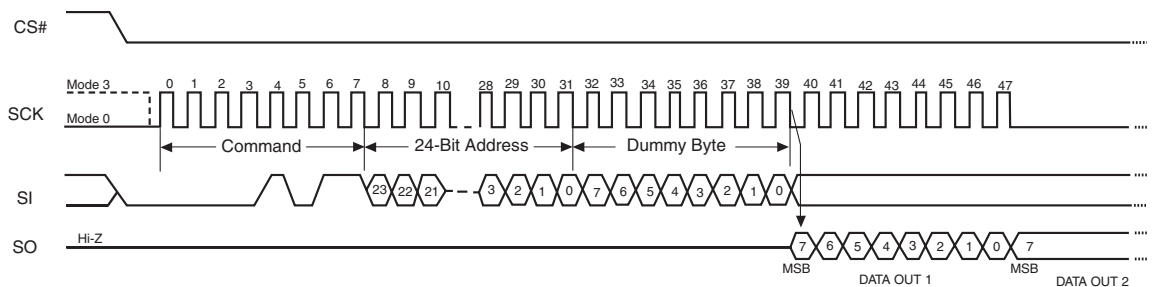 CS#
Mode 3
0 1 2 3 4 5 6 7 8 9 10 28 29 30 31 32 33 34 35 36 37 38 39 40 41 42 43 44 45 46 47
SCK
Mode 0
Command 24-Bit Address Dummy Byte
SI 23 22 21 3 2 1 0 7 6 5 4 3 2 1 0
SO Hi-Z 7 6 5 4 3 2 1 0 7
MSB DATA OUT 1 MSB DATA OUT 2